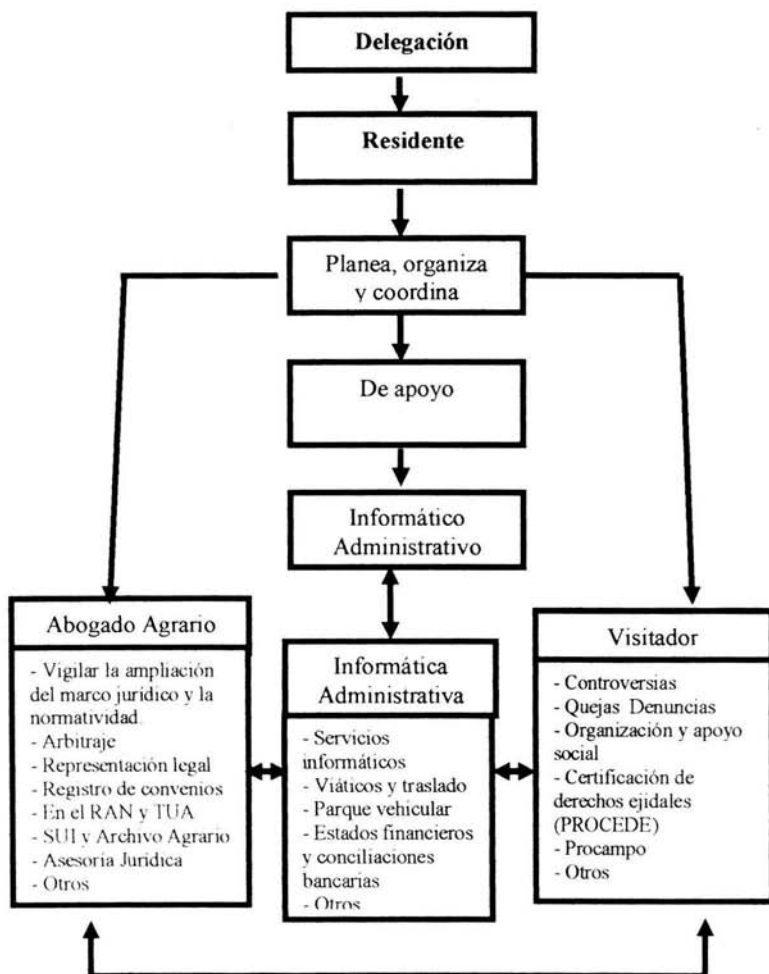 Delegación
Residente
Planea, organiza
y coordina
De apoyo
Informático
Administrativo
Abogado Agrario
- Vigilar la ampliación
del marco jurídico y la
normatividad.
- Arbitraje
- Representación legal
- Registro de convenios
- En el RAN y TUA
- SUI y Archivo Agrario
- Asesoría Jurídica
- Otros
Informática
Administrativa
- Servicios
informáticos
- Viáticos y traslado
- Parque vehicular
- Estados financieros
y conciliaciones
bancarias
- Otros
Visitador
- Controversias
- Quejas Denuncias
- Organización y apoyo
social
- Certificación de
derechos ejidales
(PROCEDE)
- Procampo
- Otros